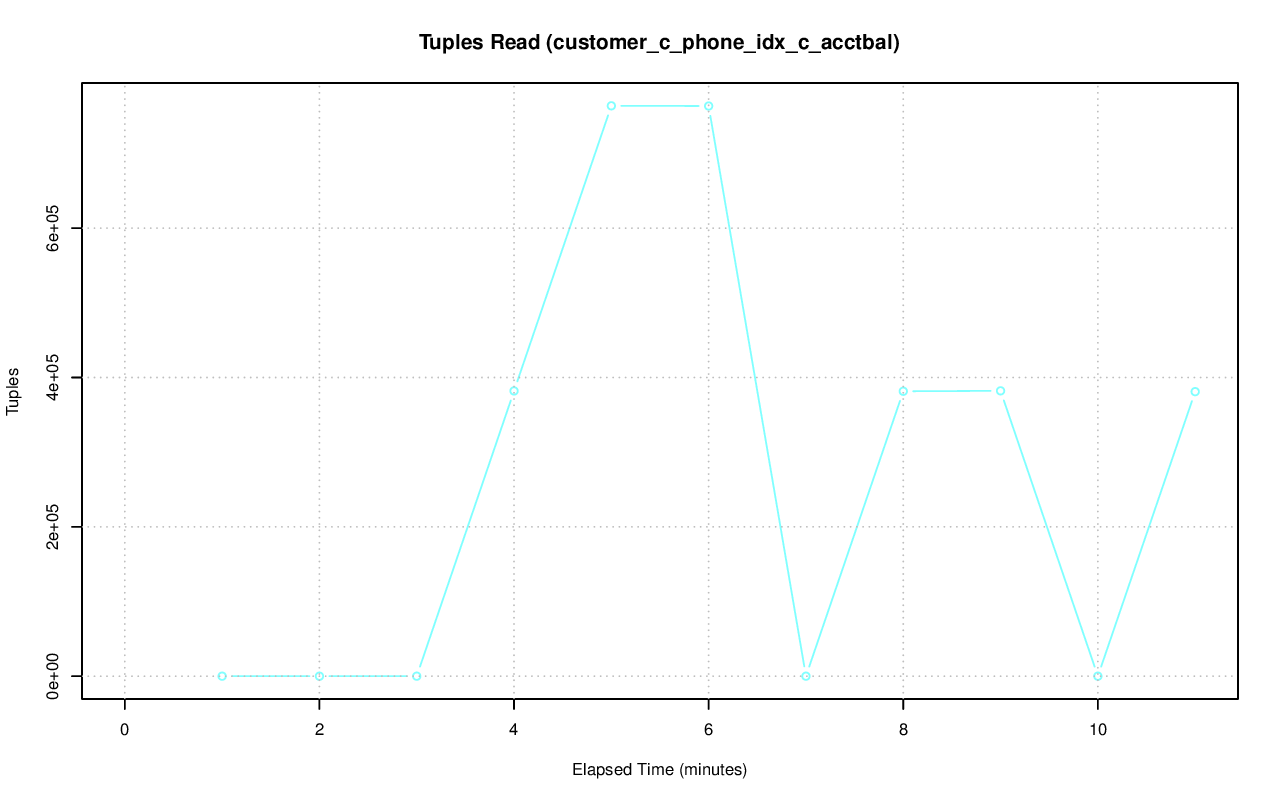 Tuples Read (customer_c_phone_idx_c_acctbal)
6e+05
4e+05
2e+05
0e+00
Tuples
0 2 4 6 8 10
Elapsed Time (minutes)